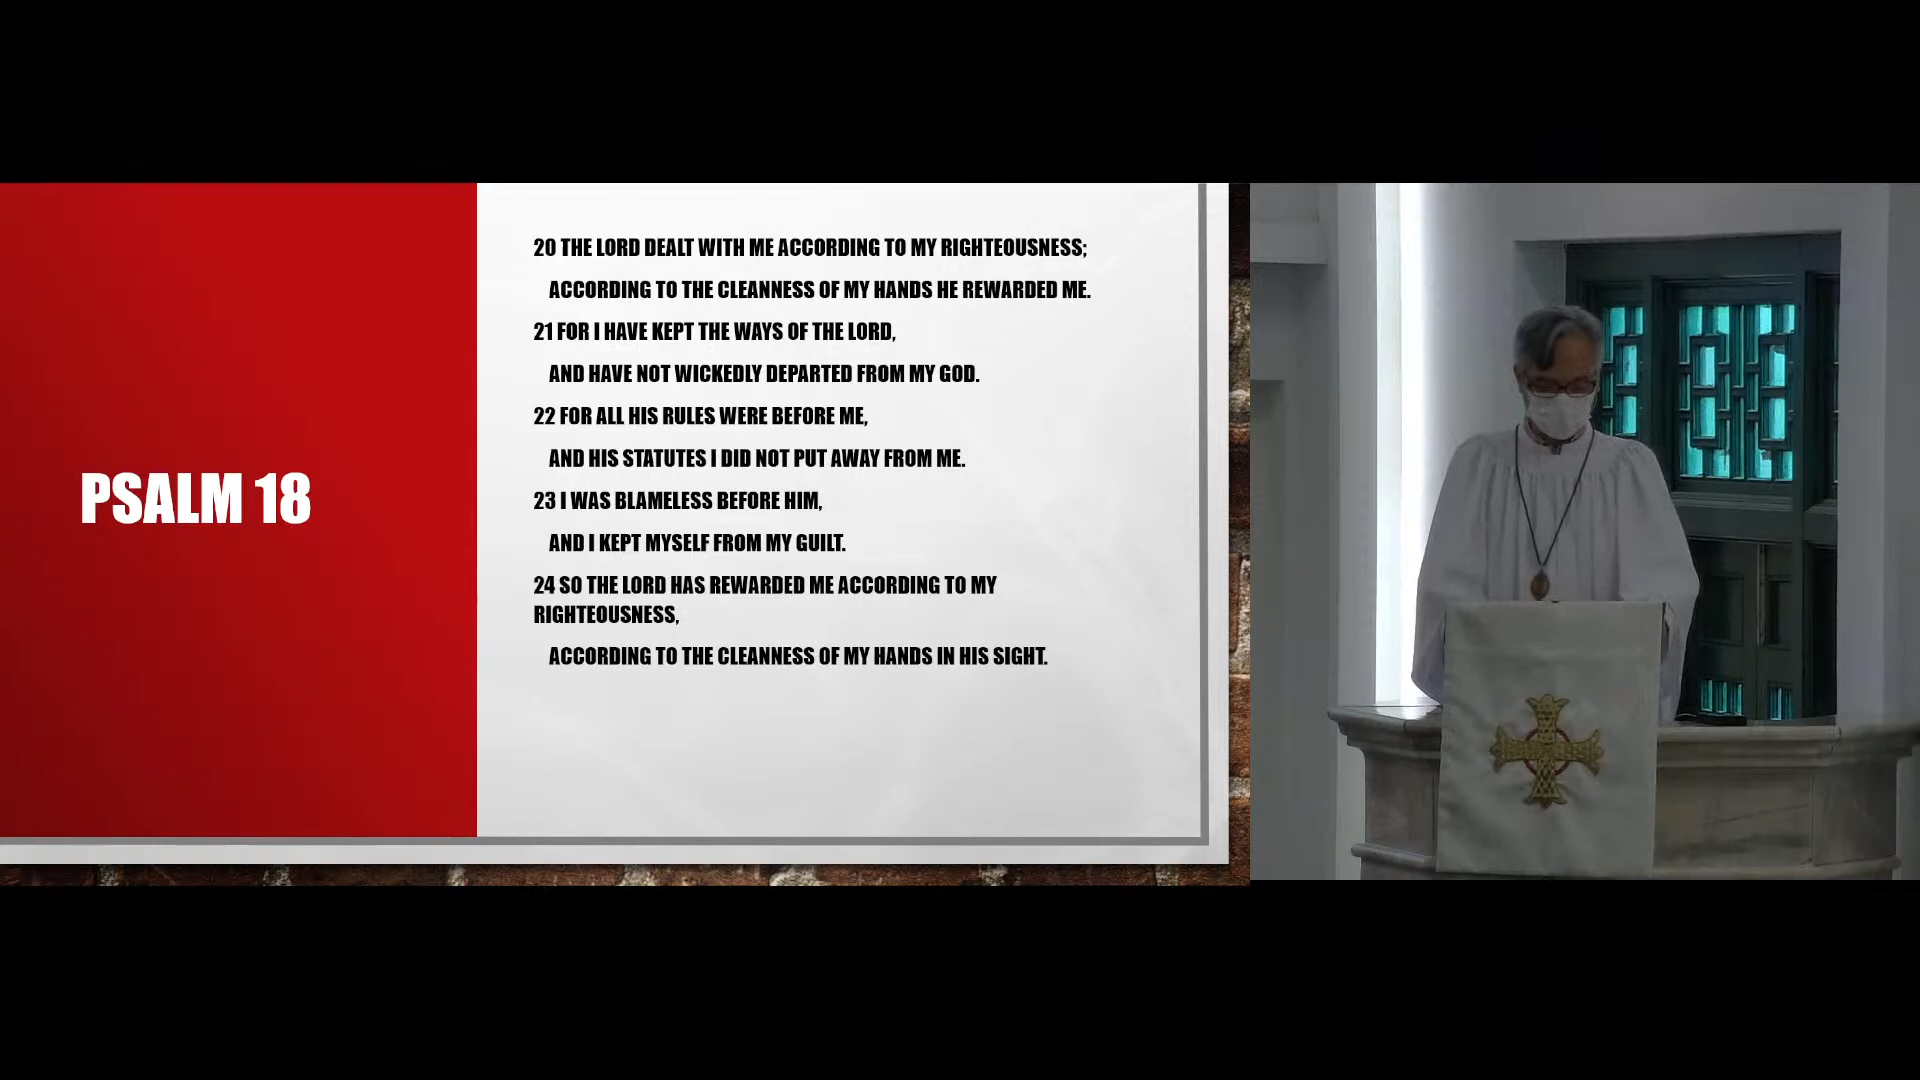 PSALM 18
20 THE LORD DEALT WITH ME ACCORDING TO MY RIGHTEOUSNESS;
ACCORDING TO THE CLEANNESS OF MY HANDS HE REWARDED ME.
21 FOR I HAVE KEPT THE WAYS OF THE LORD,
AND HAVE NOT WICKEDLY DEPARTED FROM MY GOD.
22 FOR ALL HIS RULES WERE BEFORE ME,
AND HIS STATUTES I DID NOT PUT AWAY FROM ME.
23 I WAS BLAMELESS BEFORE HIM,
AND I KEPT MYSELF FROM MY GUILT.
24 SO THE LORD HAS REWARDED ME ACCORDING TO MY
RIGHTEOUSNESS,
ACCORDING TO THE CLEANNESS OF MY HANDS IN HIS SIGHT.